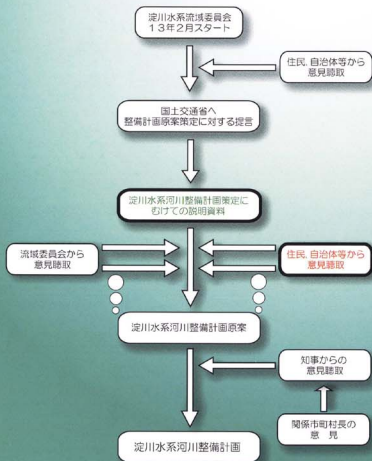 淀川水系流域委員会
13年2月スタート
住民、自治体等から
意見聴取
国土交通省へ
整備計画原案策定に対する提言
淀川水系河川整備計画策定に
むけての説明資料
流域委員会から
意見聴取
住民、自治体等から
意見聴取
淀川水系河川整備計画原案
知事からの
意見聴取
関係市町村長の
意見
淀川水系河川整備計画